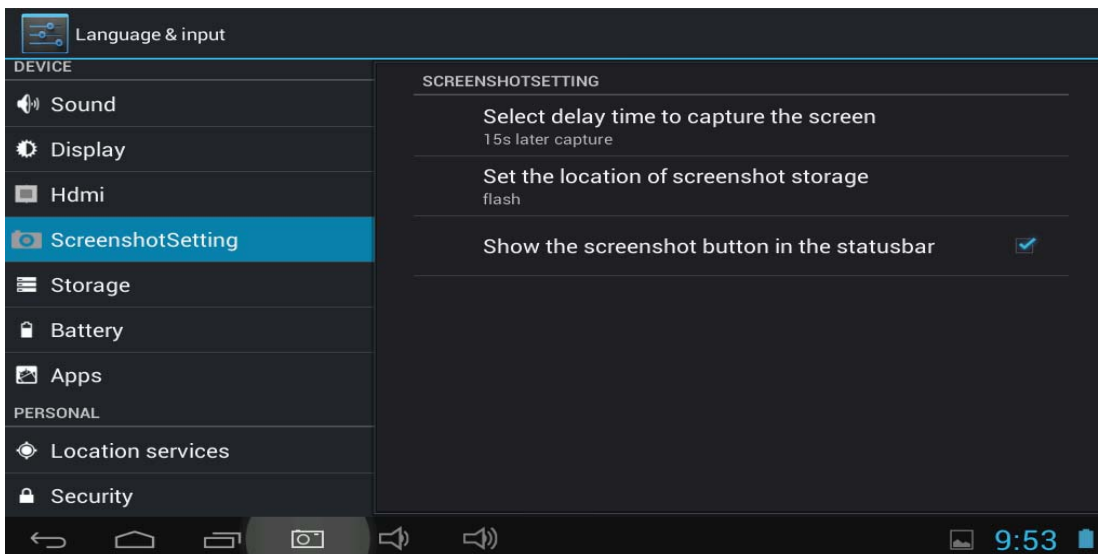 Language & input
DEVICE
Sound
Display
Hdmi
ScreenshotSetting
Storage
Battery
Apps
PERSONAL
Location services
Security
SCREENSHOTSETTING
Select delay time to capture the screen
15s later capture
Set the location of screenshot storage
flash
Show the screenshot button in the statusbar
9:53